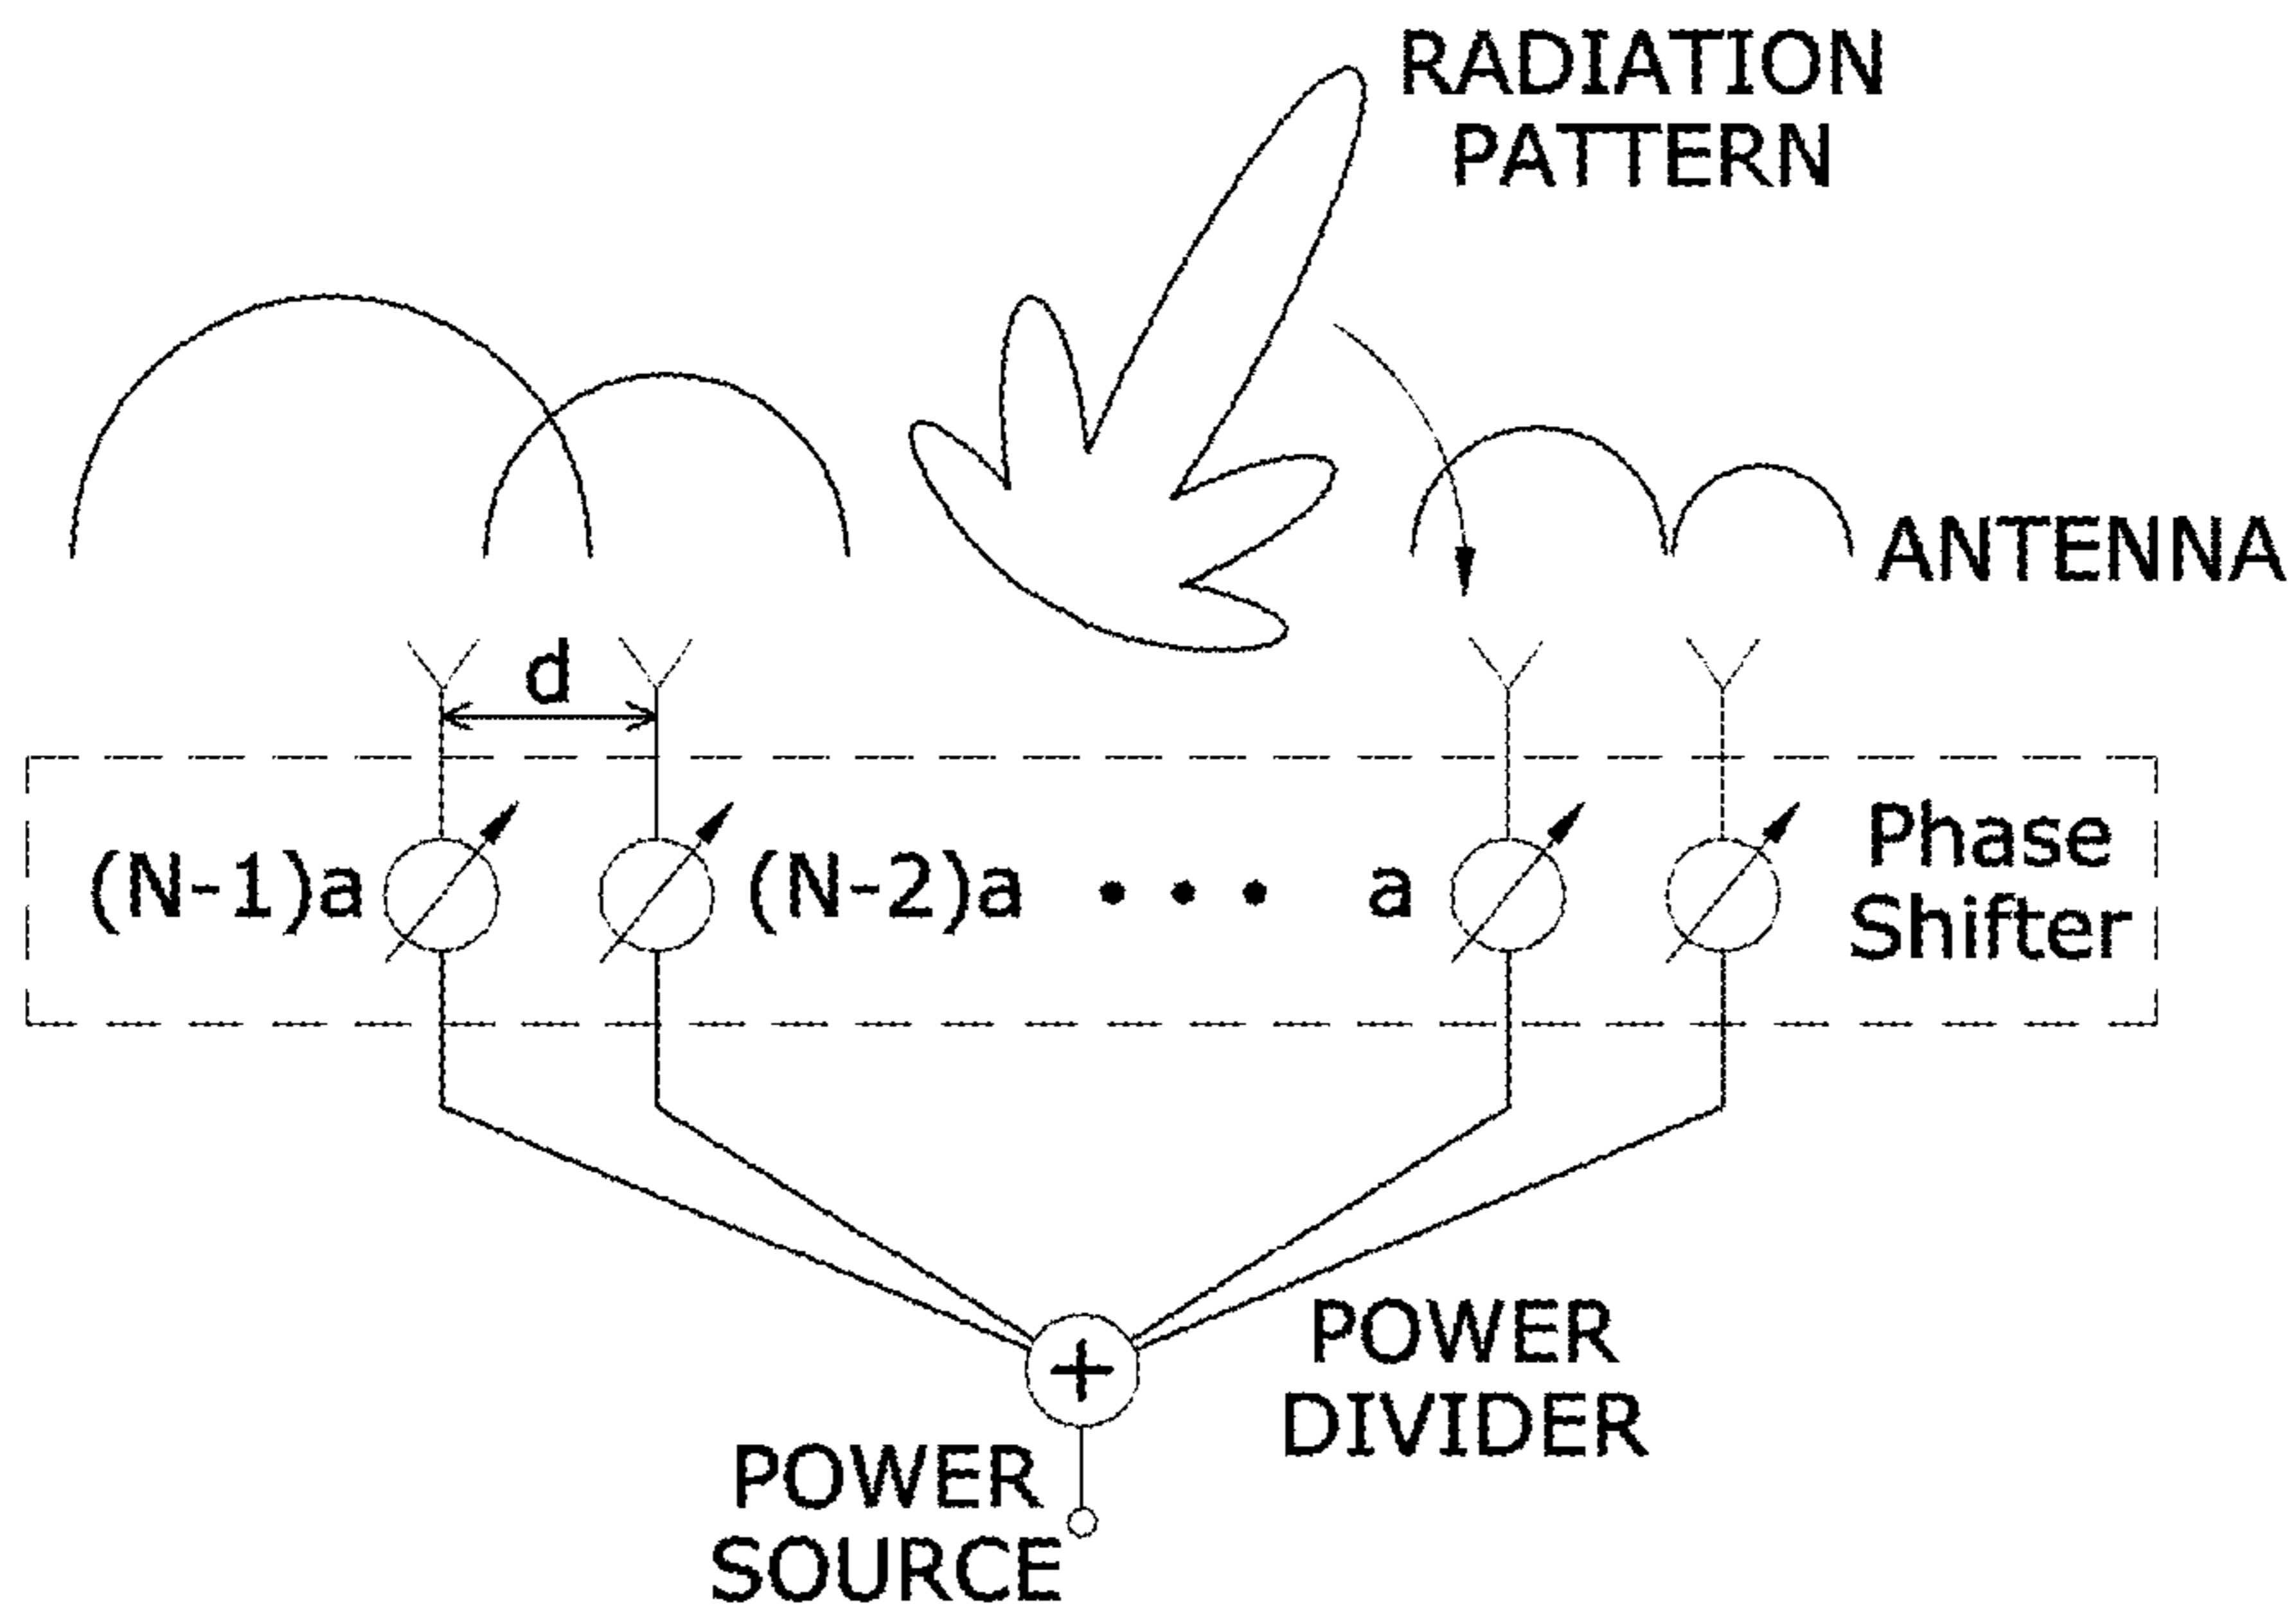 RADIATION
PATTERN
ANTENNA
d
(N-1)a
(N-2)a
a
Phase
Shifter
POWER
DIVIDER
POWER
SOURCE